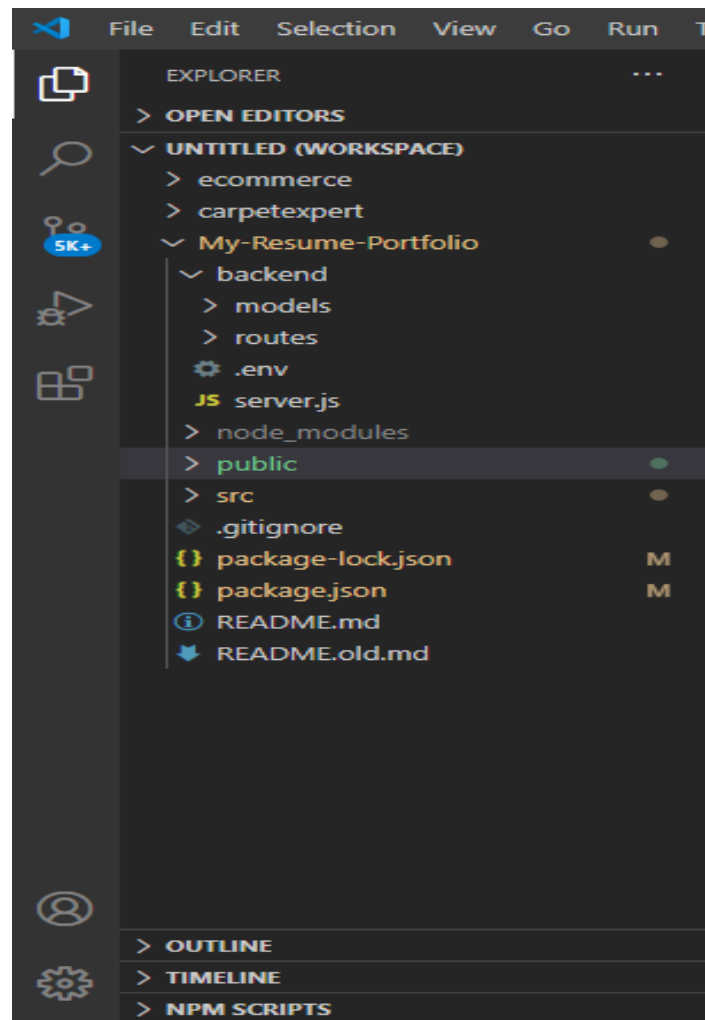 File Edit Selection View Go Run
EXPLORER ...
> OPEN EDITORS
UNTITLED (WORKSPACE)
> ecommerce
> carpetexpert
My-Resume-Portfolio
backend
> models
> routes
.env
JS server.js
> node_modules
> public
> src
.gitignore
{} package-lock.json M
{} package.json M
README.md
README.old.md
5K+
> OUTLINE
> TIMELINE
> NPM SCRIPTS